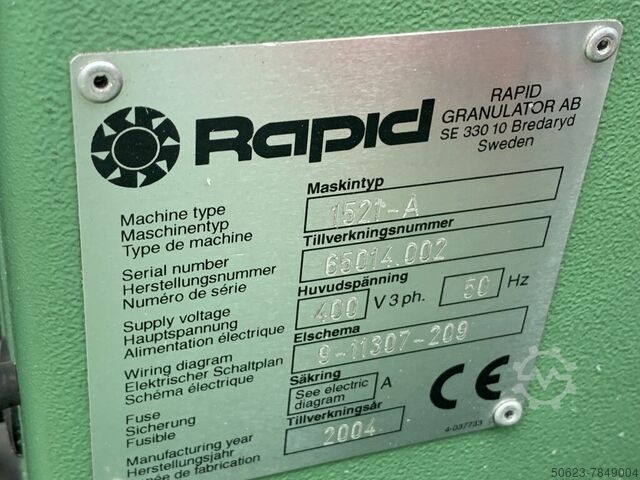 Rapid
RAPID
GRANULATOR AB
SE 330 10 Bredaryd
Sweden
Machine type
Maschinentyp
Type de machine
Maskintyp
1521-A
Serial number
Herstellungsnummer
Numéro de série
Tillverkningsnummer
65014.002
Supply voltage
Hauptspannung
Alimentation électrique
Huvudspänning
400 V 3 ph. 50 Hz
Wiring diagram
Elektrischer Schaltplan
Schéma électrique
Elschema
9-11307-209
Fuse
Sicherung
Fusible
Säkring
See electric
diagram
A
Manufacturing year
Herstellungsjahr
de fabrication
Tillverkningsår
2004
CE
4-037733
50623-7849004